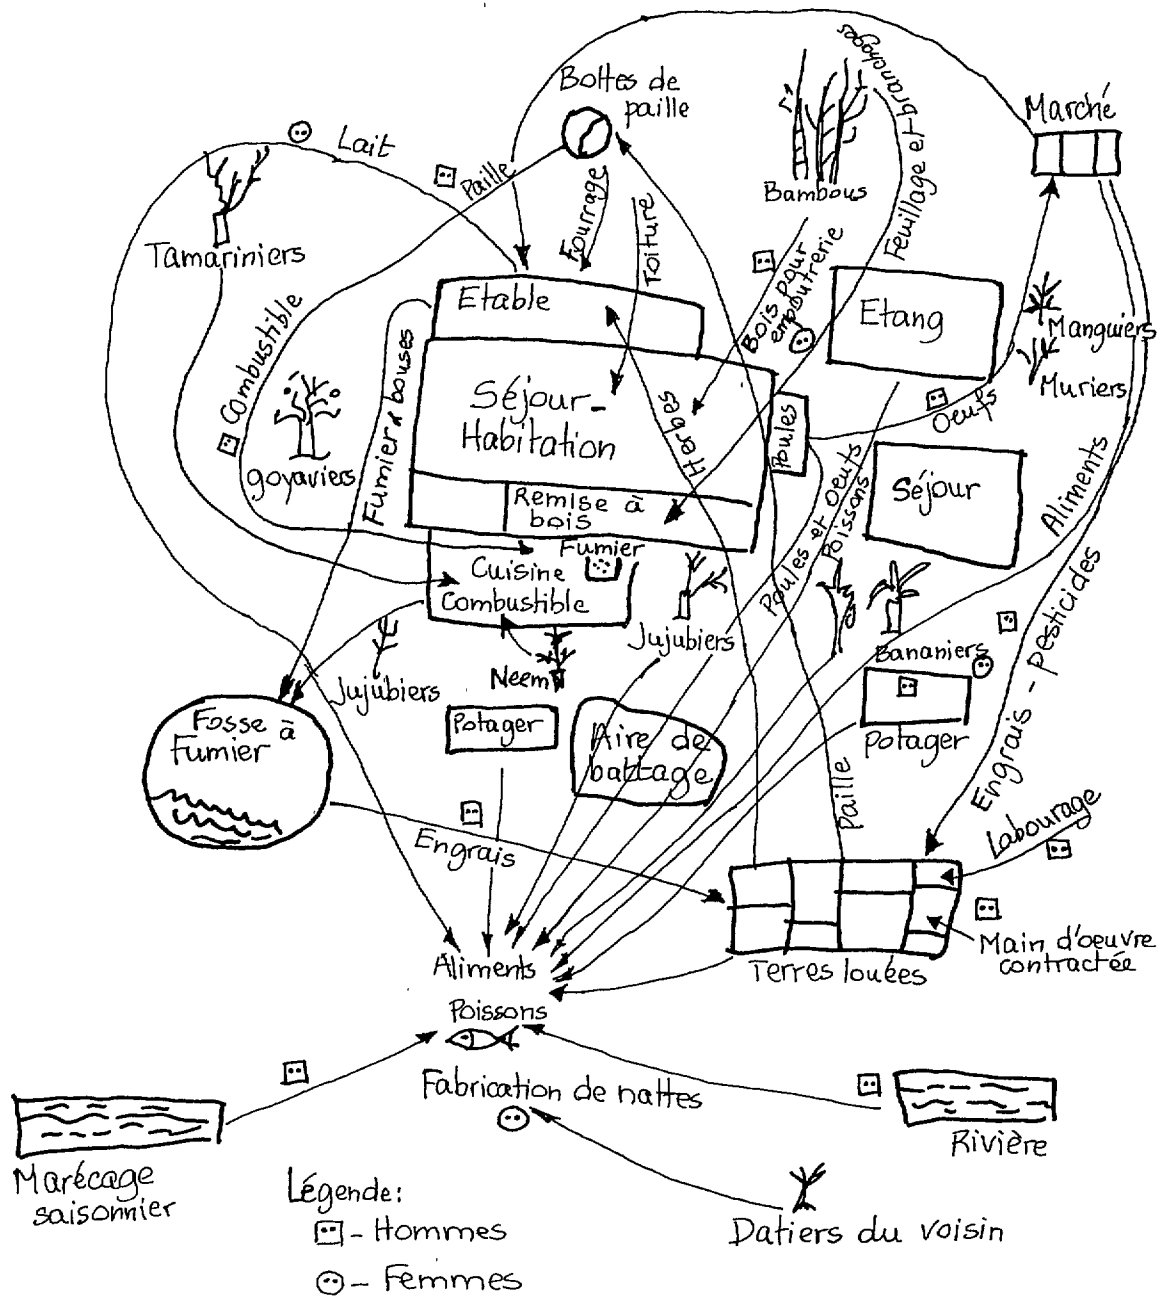 Bottes de
paille
Feuillage et branchages
Marché
Lait
Paille
Fourrage
Toiture
Bambous
Tamariniers
Bois pour
emboutrerie
Etable
Etang
Manguiers
Muriers
Combustible
Fumier & bouses
Séjour-
Habitation
Herbes
Poules
Oeufs
goyaviers
Remise à
bois
Séjour
Aliments
Poules et oeufs
Poissons
Fumier
Cuisine
Combustible
Jujubiers
Bananiers
Engrais - pesticides
Jujubiers
Neem
Fosse à
fumier
Potager
Aire de
battage
Potager
Paille
Labourage
Engrais
Main d'oeuvre
contractée
Aliments
Terres louées
Poissons
Fabrication de nattes
Rivière
Marécage
saisonnier
Légende:
- Hommes
- Femmes
Datiers du voisin